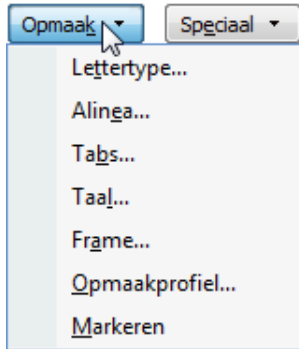 Opmaak Speciaal
Lettertype...
Alinea...
Tabs...
Taal...
Frame...
Opmaakprofiel...
Markeren